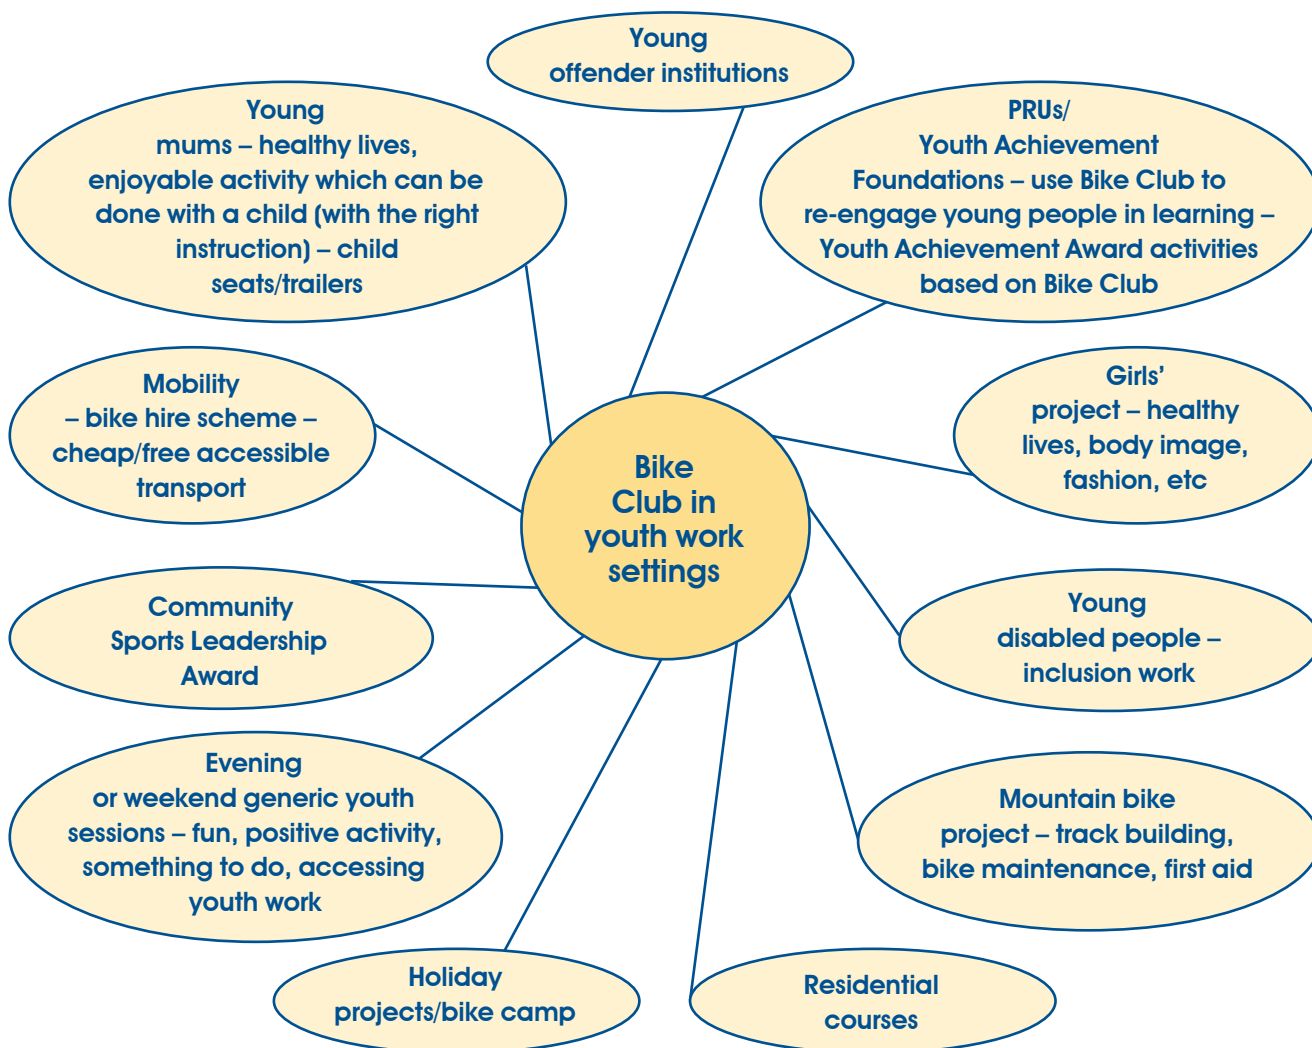 Young
offender institutions
Young
mums – healthy lives,
enjoyable activity which can be
done with a child (with the right
instruction) – child
seats/trailers
PRUs/
Youth Achievement
Foundations – use Bike Club to
re-engage young people in learning –
Youth Achievement Award activities
based on Bike Club
Mobility
– bike hire scheme –
cheap/free accessible
transport
Girls’
project – healthy
lives, body image,
fashion, etc
Bike
Club in
youth work
settings
Community
Sports Leadership
Award
Young
disabled people –
inclusion work
Evening
or weekend generic youth
sessions – fun, positive activity,
something to do, accessing
youth work
Mountain bike
project – track building,
bike maintenance, first aid
Holiday
projects/bike camp
Residential
courses